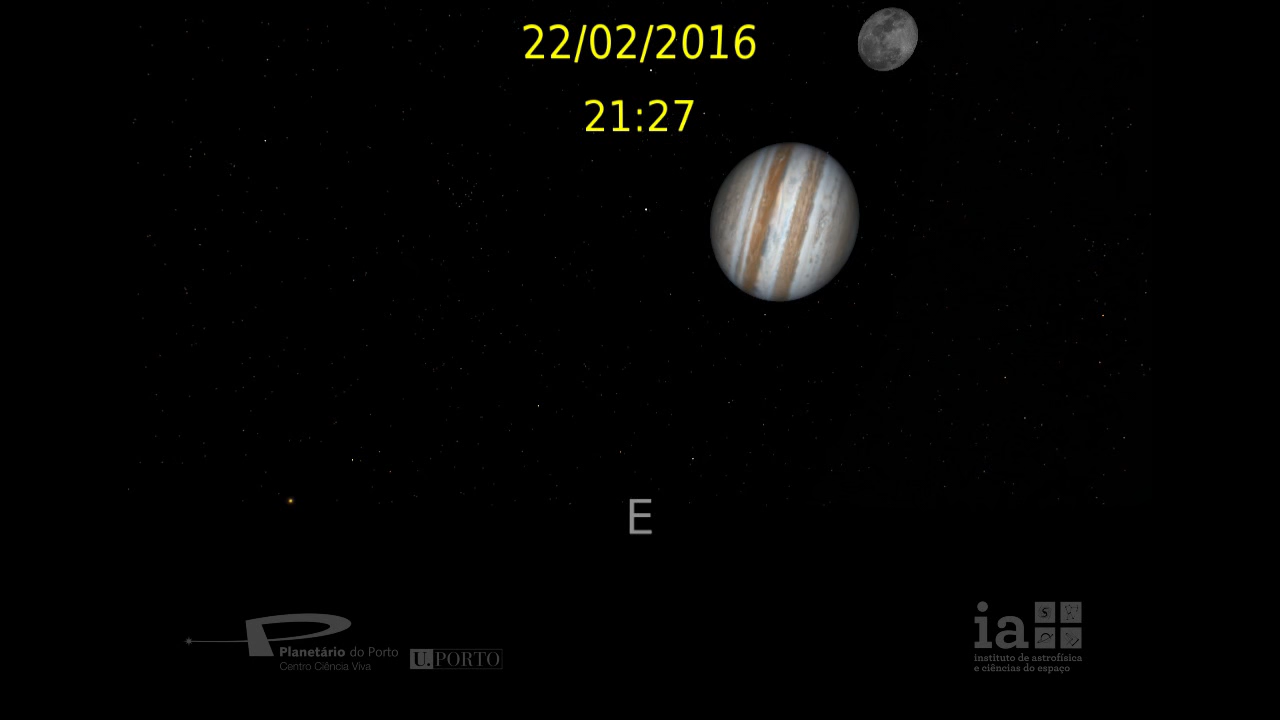 22/02/2016
21:27
E
Planetário do Porto
Centro Ciência Viva
U.PORTO
ia
instituto de astrofísica
e ciências do espaço